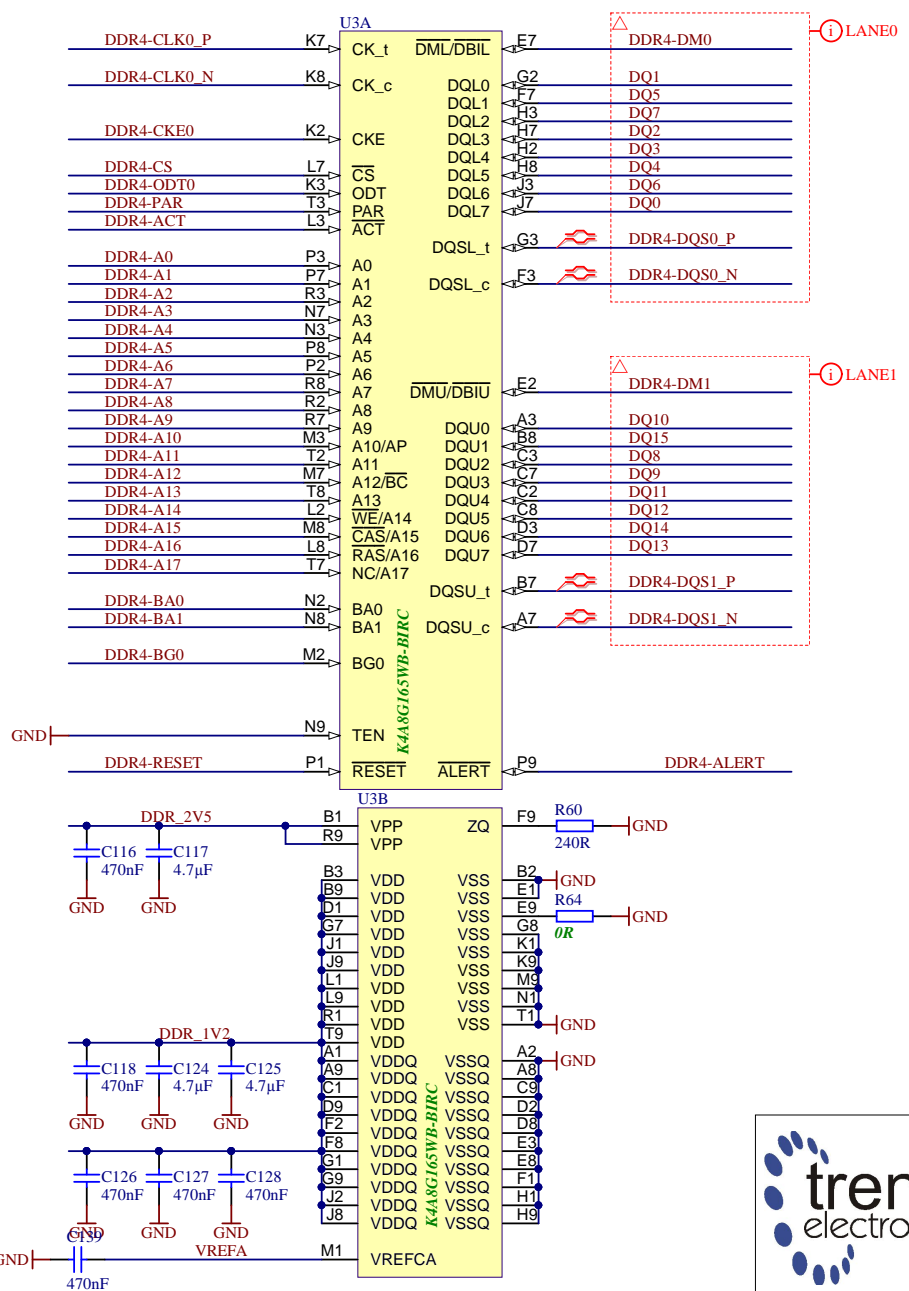 U3A
DDR4-CLK0_P K7 CK_t DML/DBIL E7 DDR4-DM0
LANE0
DDR4-CLK0_N K8 CK_c DQL0 G2 DQ1
DQL1 F7 DQ5
DQL2 H3 DQ7
DDR4-CKE0 K2 CKE DQL3 H7 DQ2
DQL4 H2 DQ3
DDR4-CS L7 CS DQL5 H8 DQ4
DDR4-ODT0 K3 ODT DQL6 J3 DQ6
DDR4-PAR T3 PAR DQL7 J7 DQ0
DDR4-ACT L3 ACT
DQSL_t G3 DDR4-DQS0_P
DDR4-A0 P3 A0
DDR4-A1 P7 A1 DQSL_c F3 DDR4-DQS0_N
DDR4-A2 R3 A2
DDR4-A3 N7 A3
DDR4-A4 N3 A4
DDR4-A5 P8 A5
DDR4-A6 P2 A6
LANE1
DDR4-A7 R8 A7 DMU/DBIU E2 DDR4-DM1
DDR4-A8 R2 A8
DDR4-A9 R7 A9 DQU0 A3 DQ10
DDR4-A10 M3 A10/AP DQU1 B8 DQ15
DDR4-A11 T2 A11 DQU2 C3 DQ8
DDR4-A12 M7 A12/BC DQU3 C7 DQ9
DDR4-A13 T8 A13 DQU4 C2 DQ11
DDR4-A14 L2 WE/A14 DQU5 C8 DQ12
DDR4-A15 M8 CAS/A15 DQU6 D3 DQ14
DDR4-A16 L8 RAS/A16 DQU7 D7 DQ13
DDR4-A17 T7 NC/A17
DQSU_t B7 DDR4-DQS1_P
DDR4-BA0 N2 BA0
DDR4-BA1 N8 BA1 DQSU_c A7 DDR4-DQS1_N
DDR4-BG0 M2 BG0
K4A8G165WB-BIRC
GND N9 TEN
DDR4-RESET P1 RESET ALERT P9 DDR4-ALERT
U3B
DDR_2V5 B1 VPP ZQ F9 R60 240R GND
R9 VPP
C116 470nF GND
C117 4.7µF GND
B3 VDD VSS B2 GND
B9 VDD VSS E1
D1 VDD VSS E9 R64 0R GND
G7 VDD VSS G8
J1 VDD VSS K1
J9 VDD VSS K9
L1 VDD VSS M9
L9 VDD VSS N1
R1 VDD VSS T1 GND
DDR_1V2 T9 VDD
A1 VDDQ VSSQ A2 GND
C118 470nF GND
C124 4.7µF GND
C125 4.7µF GND
A9 VDDQ VSSQ A8
C1 VDDQ VSSQ C9
D9 VDDQ VSSQ D2
F2 VDDQ VSSQ D8
F8 VDDQ VSSQ E3
G1 VDDQ VSSQ E8
G9 VDDQ VSSQ F1
J2 VDDQ VSSQ H1
J8 VDDQ VSSQ H9
K4A8G165WB-BIRC
C126 470nF GND
C127 470nF GND
C128 470nF GND
GND C139 470nF VREFA M1 VREFCA
tren
electro